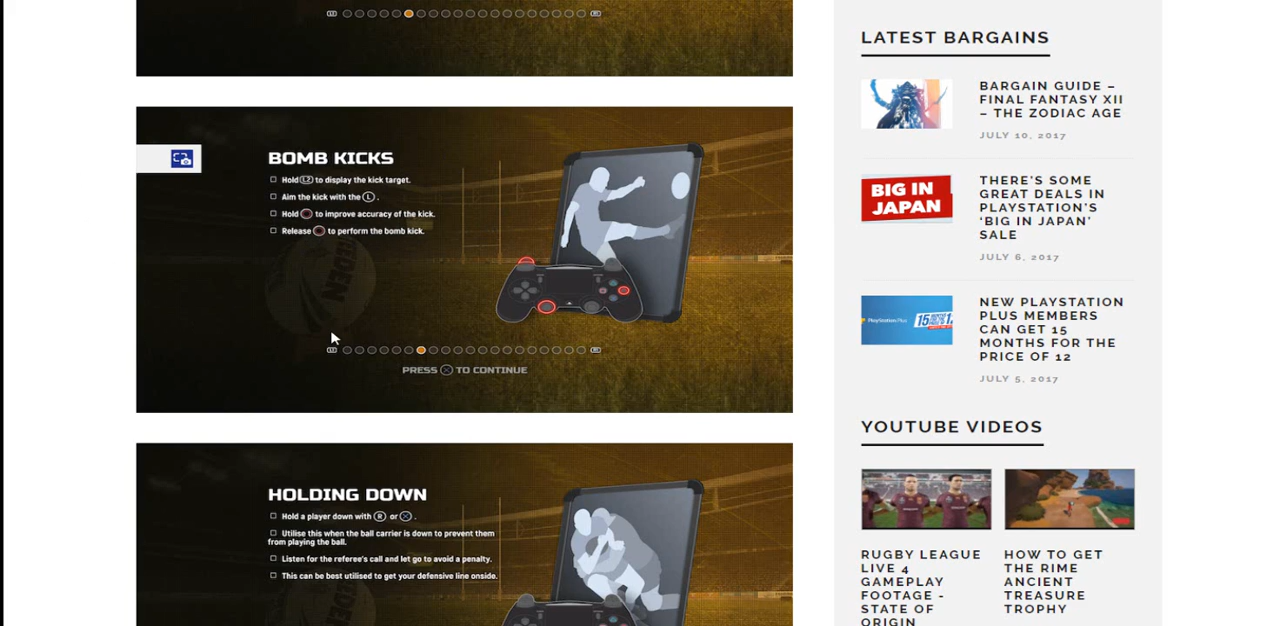 BOMB KICKS
Hold L2 to display the kick target.
Aim the kick with the L .
Hold to improve accuracy of the kick.
Release to perform the bomb kick.
PRESS TO CONTINUE
HOLDING DOWN
Hold a player down with R or .
Utilise this when the ball carrier is down to prevent them
from playing the ball.
Listen for the referee's call and let go to avoid a penalty.
This can be best utilised to get your defensive line onside.
LATEST BARGAINS
BARGAIN GUIDE –
FINAL FANTASY XII
– THE ZODIAC AGE
JULY 10, 2017
BIG IN
JAPAN
THERE'S SOME
GREAT DEALS IN
PLAYSTATION'S
'BIG IN JAPAN'
SALE
JULY 6, 2017
PlayStation Plus
NEW PLAYSTATION
PLUS MEMBERS
CAN GET 15
MONTHS FOR THE
PRICE OF 12
JULY 5, 2017
YOUTUBE VIDEOS
RUGBY LEAGUE
LIVE 4
GAMEPLAY
FOOTAGE -
STATE OF
ORIGIN
HOW TO GET
THE RIME
ANCIENT
TREASURE
TROPHY